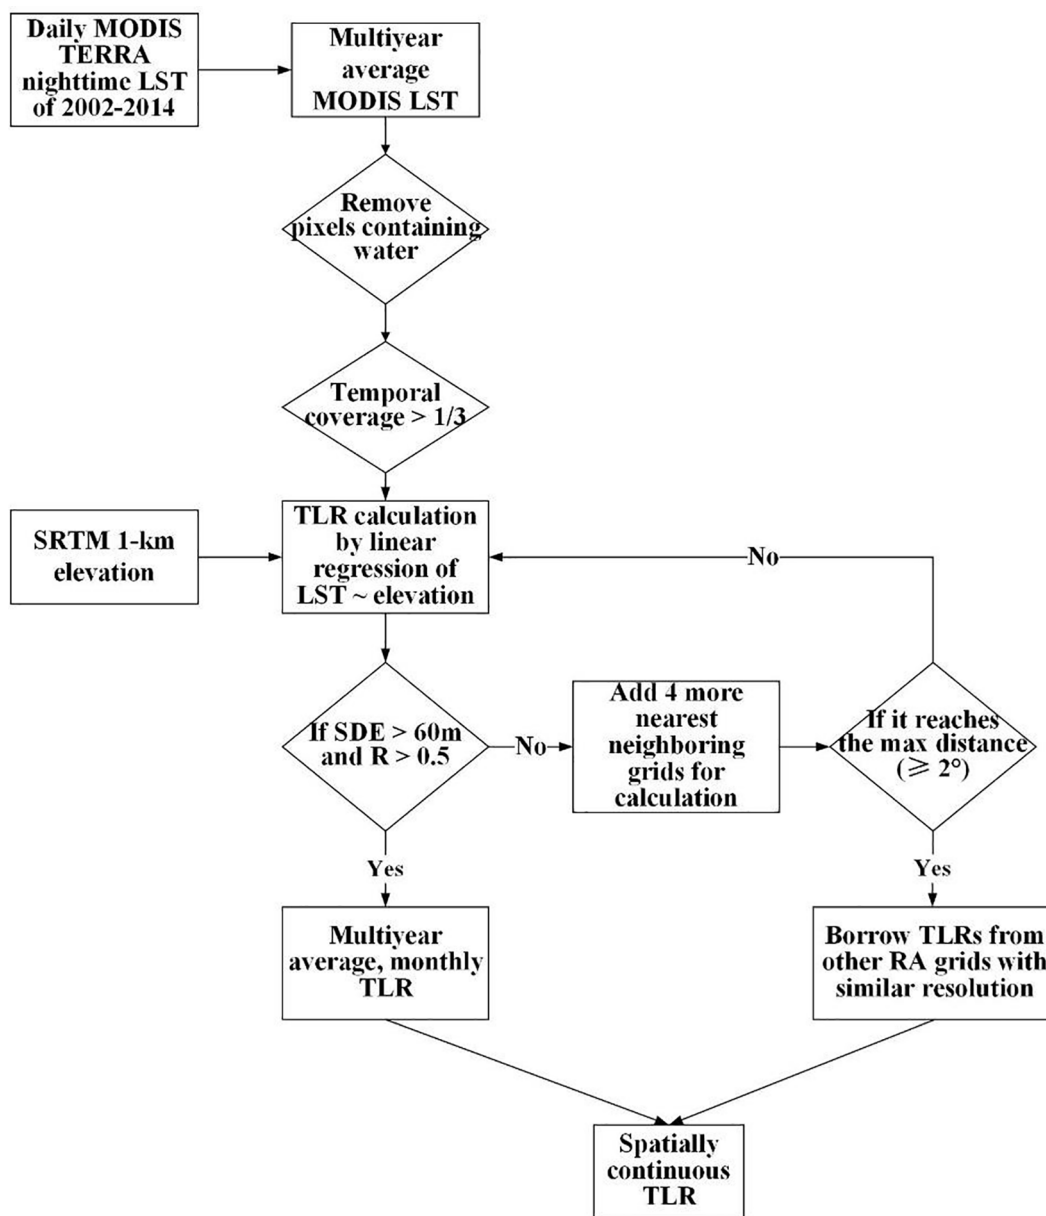 Daily MODIS
TERRA
nighttime LST
of 2002-2014
Multiyear
average
MODIS LST
Remove
pixels containing
water
Temporal
coverage > 1/3
SRTM 1-km
elevation
TLR calculation
by linear
regression of
LST ~ elevation
No
If SDE > 60m
and R > 0.5
No
Add 4 more
nearest
neighboring
grids for
calculation
If it reaches
the max distance
(⩾ 2°)
Yes
Yes
Multiyear
average, monthly
TLR
Borrow TLRs from
other RA grids with
similar resolution
Spatially
continuous
TLR